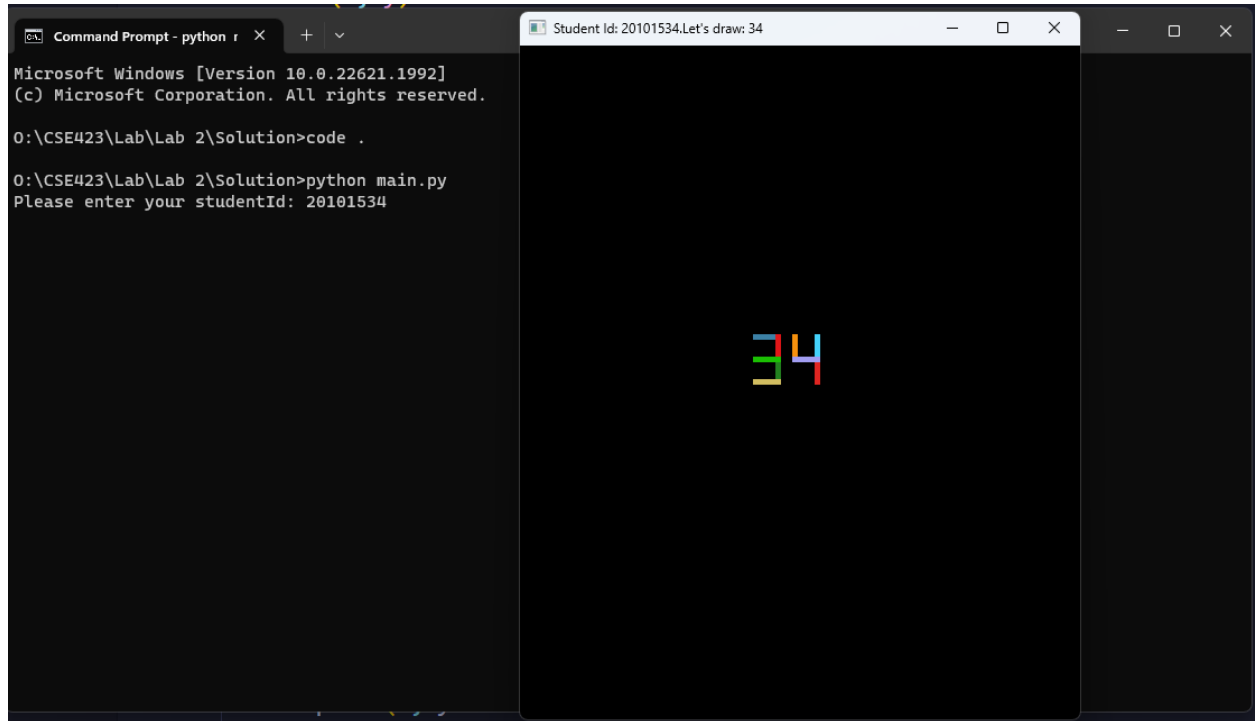 Command Prompt - python r
Student Id: 20101534.Let's draw: 34
Microsoft Windows [Version 10.0.22621.1992]
(c) Microsoft Corporation. All rights reserved.
O:\CSE423\Lab\Lab 2\Solution>code .
O:\CSE423\Lab\Lab 2\Solution>python main.py
Please enter your studentId: 20101534
34